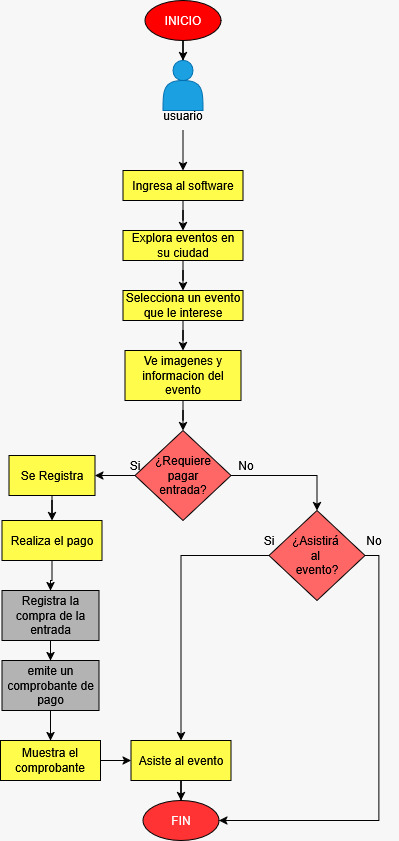 INICIO
usuario
Ingresa al software
Explora eventos en
su ciudad
Selecciona un evento
que le interese
Ve imagenes y
informacion del
evento
¿Requiere
pagar
entrada?
Si
No
Se Registra
Realiza el pago
Registra la
compra de la
entrada
emite un
comprobante de
pago
Muestra el
comprobante
¿Asistirá
al
evento?
Si
No
Asiste al evento
FIN